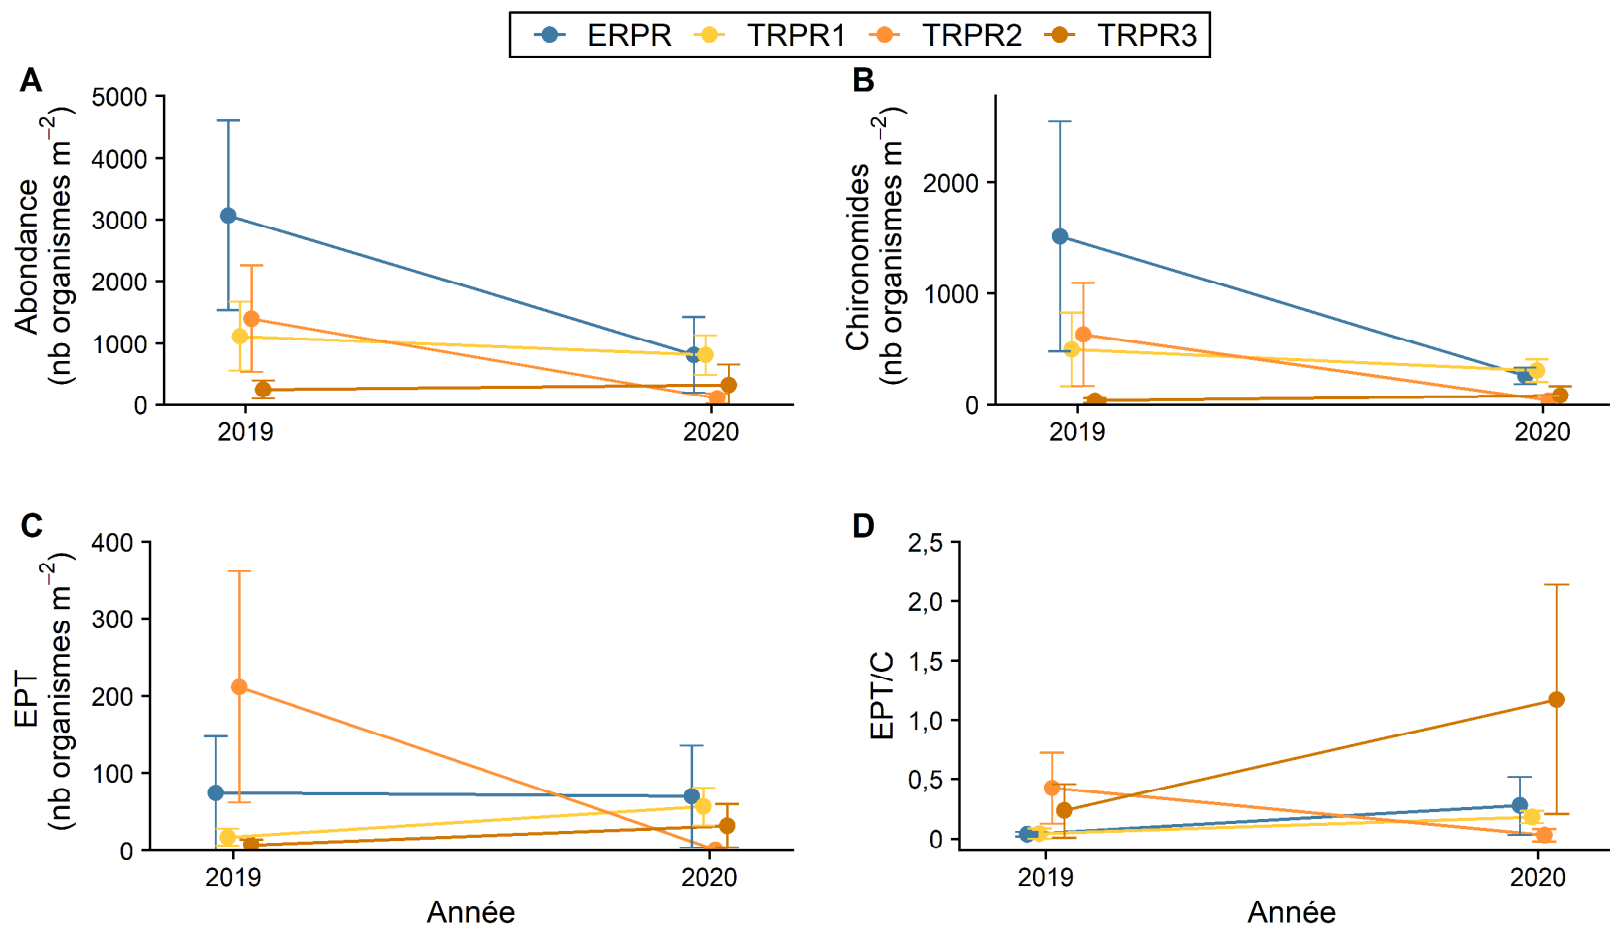 ERPR TRPR1 TRPR2 TRPR3
A
Abondance
(nb organismes m⁻²)
5000
4000
3000
2000
1000
0
2019 2020
B
Chironomides
(nb organismes m⁻²)
2000
1000
0
2019 2020
C
EPT
(nb organismes m⁻²)
400
300
200
100
0
2019 2020
Année
D
EPT/C
2,5
2,0
1,5
1,0
0,5
0
2019 2020
Année